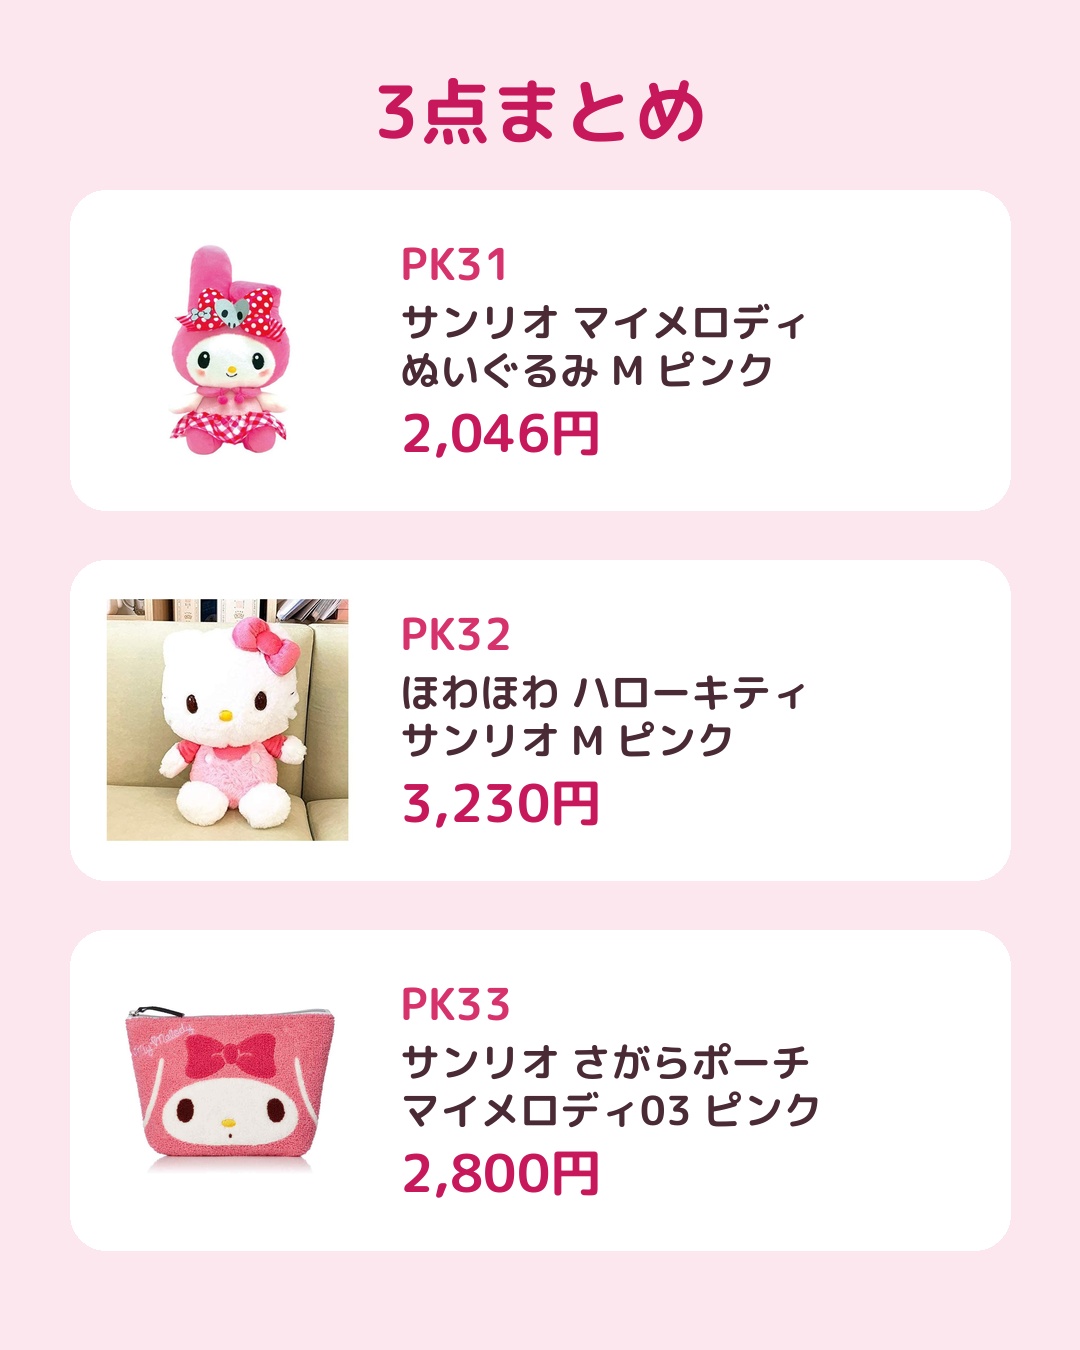 3点まとめ
PK31
サンリオ マイメロディ
ぬいぐるみ M ピンク
2,046円
PK32
ほわほわ ハローキティ
サンリオ M ピンク
3,230円
My Melody
PK33
サンリオ さがらポーチ
マイメロディ03 ピンク
2,800円